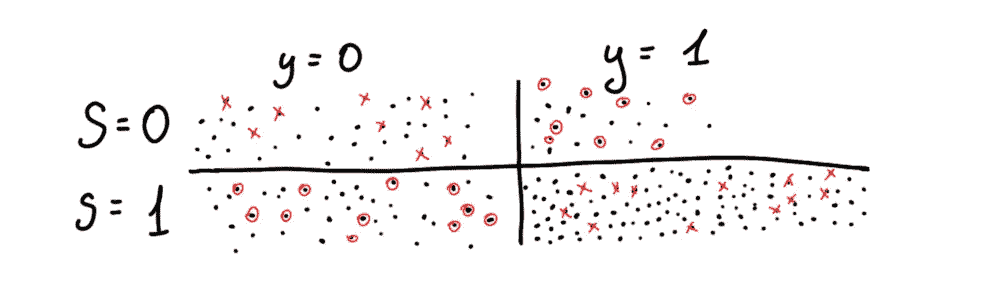 y = 0 y = 1
S = 0
S = 1